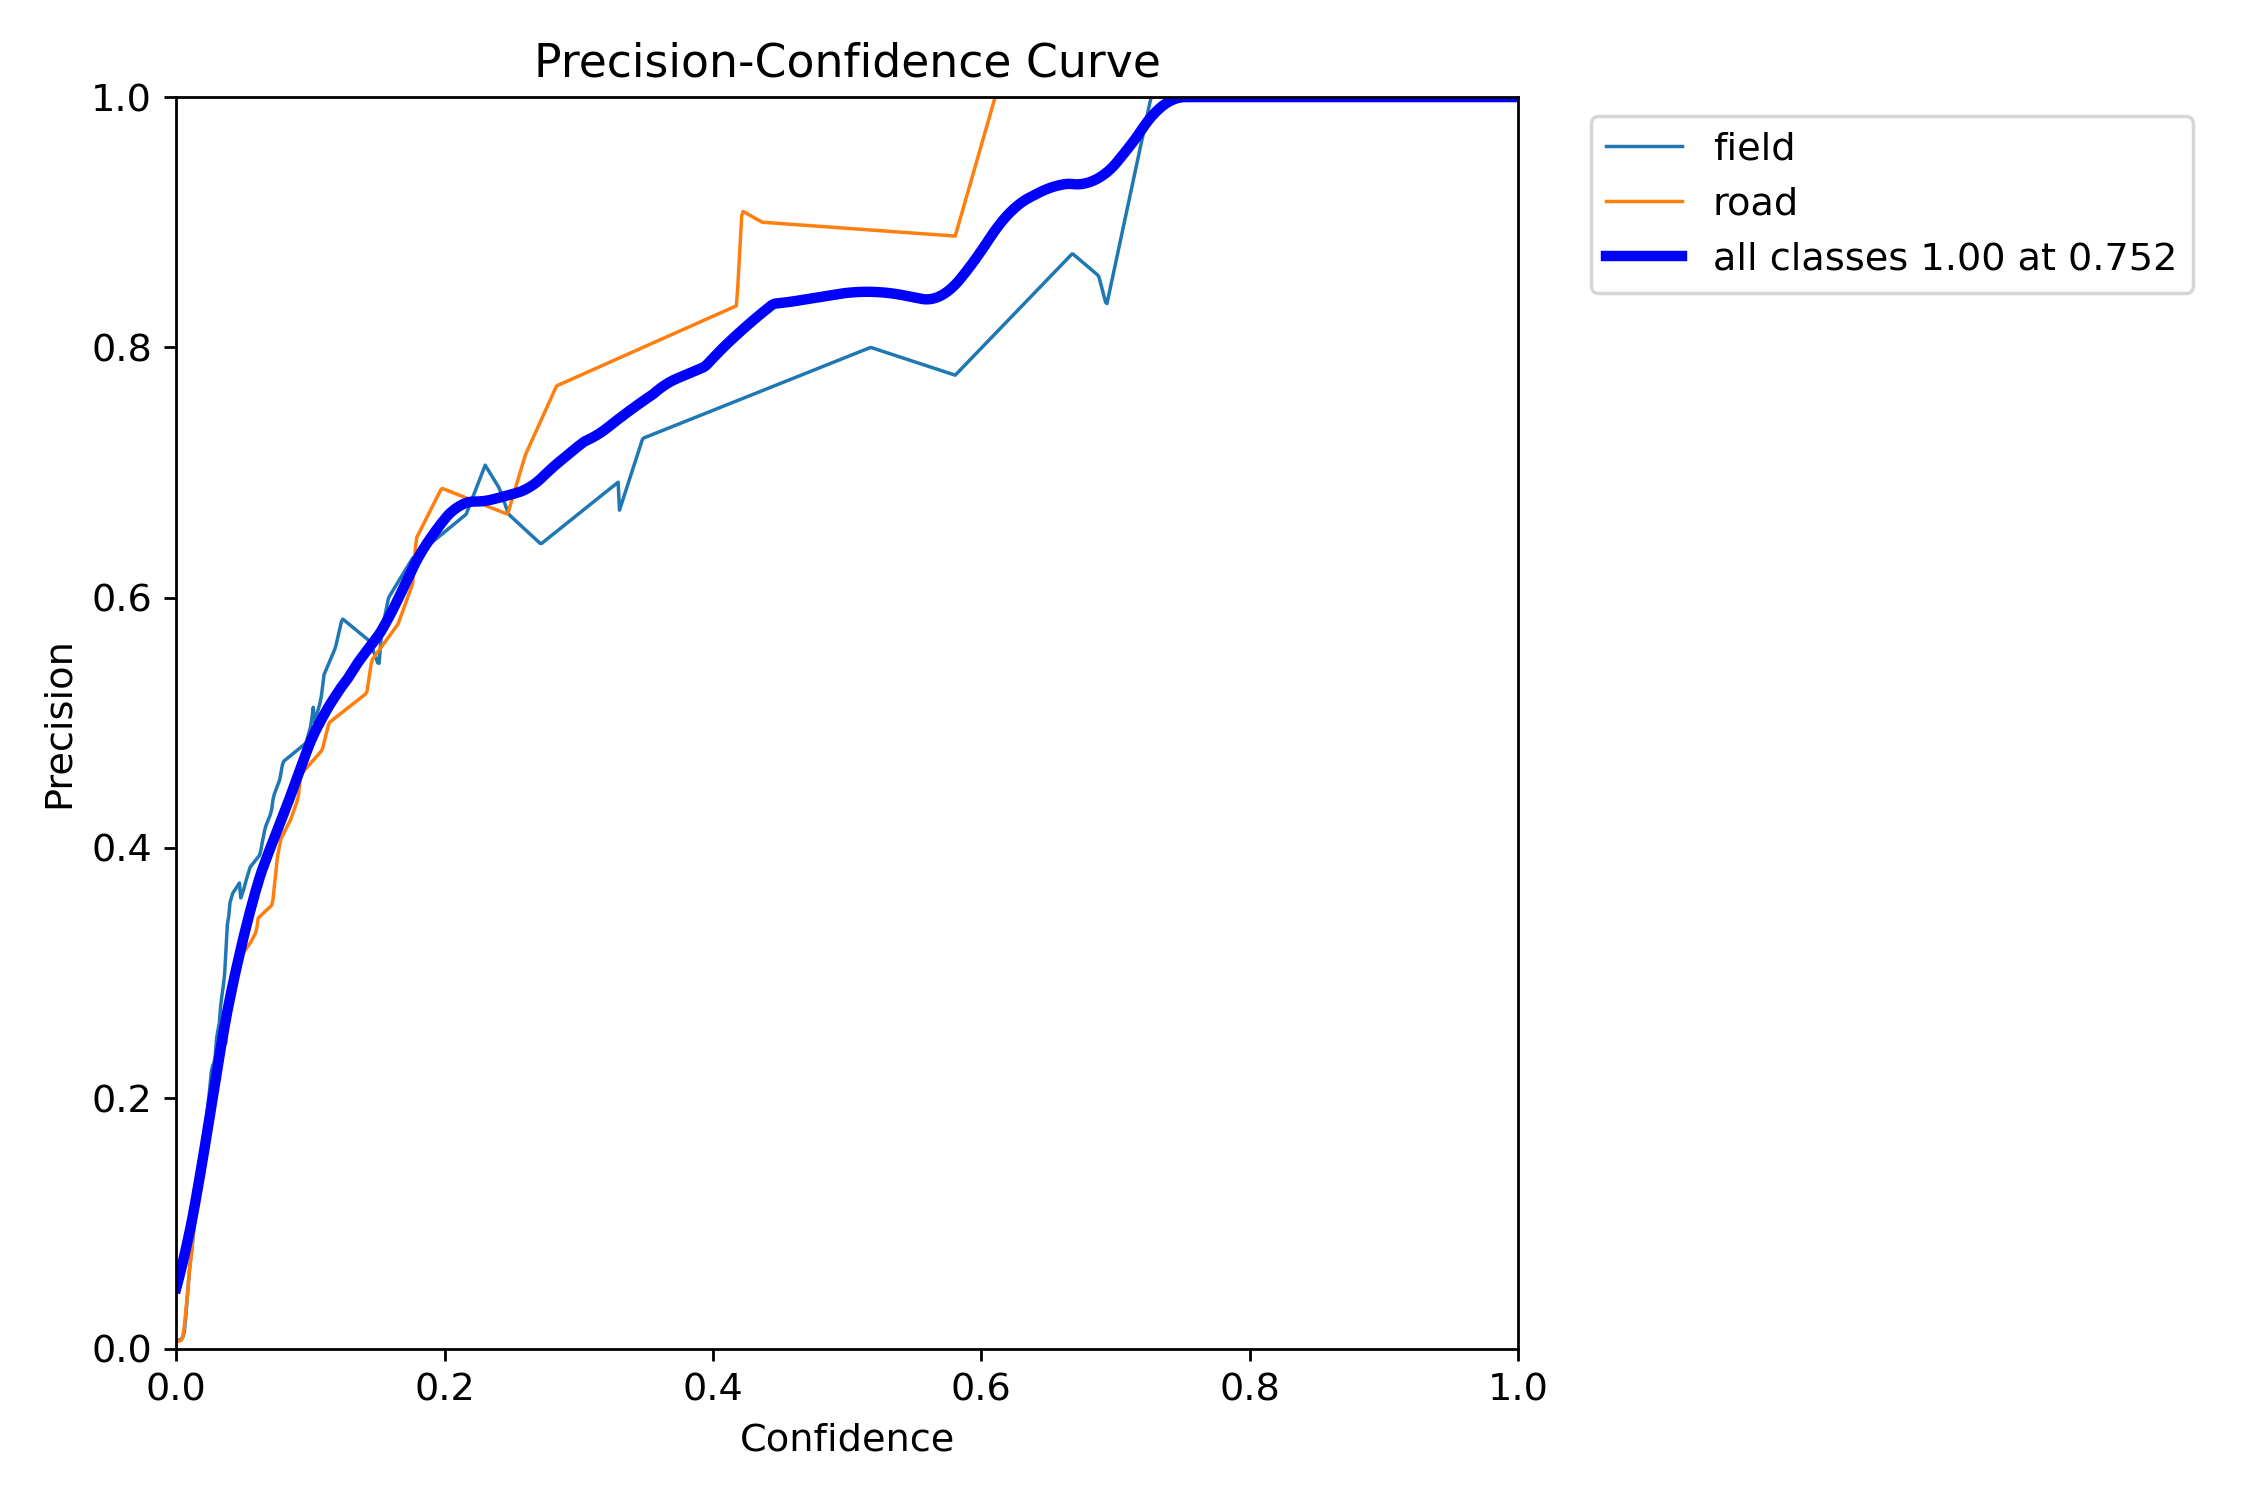 Precision-Confidence Curve
1.0
0.8
0.6
0.4
0.2
0.0
Precision
0.0 0.2 0.4 0.6 0.8 1.0
Confidence
field
road
all classes 1.00 at 0.752